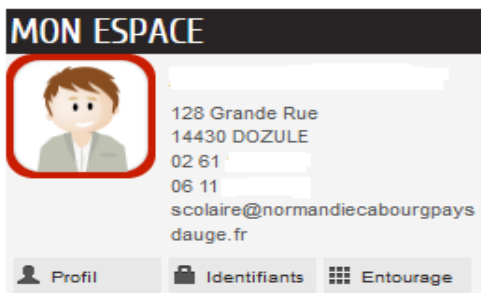 MON ESPACE
128 Grande Rue
14430 DOZULE
02 61
06 11
scolaire@normandiecabourgpays
dauge.fr
Profil Identifiants Entourage